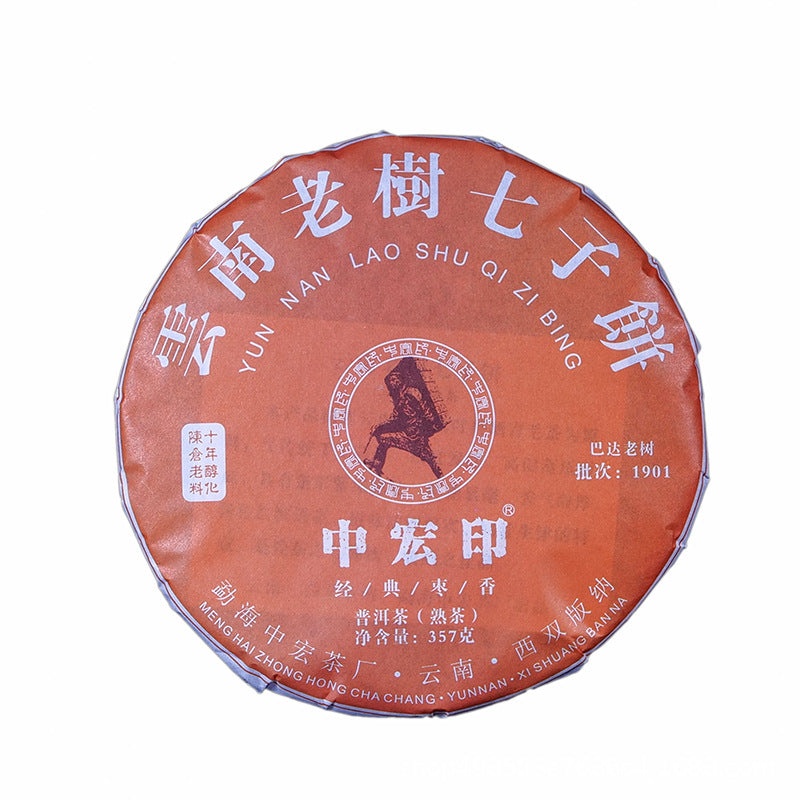 雲南老樹七子餅
YUN NAN LAO SHU QI ZI BING
十年醇化
陳倉老料
巴达老树
批次：1901
中宏印®
经/典/枣/香
普洱茶（熟茶）
净含量：357克
勐海中宏茶厂·云南·西双版纳
MENG HAI ZHONG HONG CHA CHANG·YUNNAN·XI SHUANG BAN NA